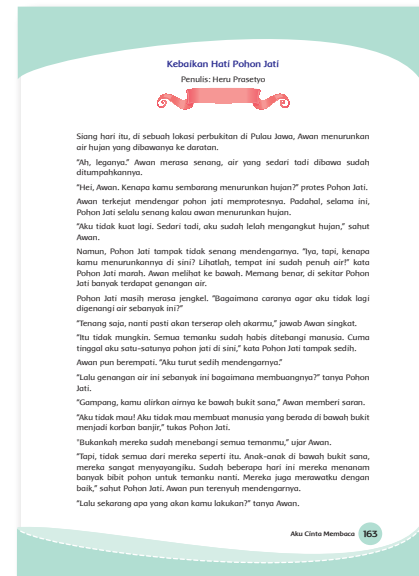 Kebaikan Hati Pohon Jati
Penulis: Heru Prasetyo
Siang hari itu, di sebuah lokasi perbukitan di Pulau Jawa, Awan menurunkan
air hujan yang dibawanya ke daratan.
"Ah, leganya." Awan merasa senang, air yang sedari tadi dibawa sudah
ditumpahkannya.
"Hei, Awan. Kenapa kamu sembarang menurunkan hujan?" protes Pohon Jati.
Awan terkejut mendengar pohon jati memprotesnya. Padahal, selama ini,
Pohon Jati selalu senang kalau awan menurunkan hujan.
"Aku tidak kuat lagi. Sedari tadi, aku sudah lelah mengangkut hujan," sahut
Awan.
Namun, Pohon Jati tampak tidak senang mendengarnya. "Iya, tapi, kenapa
kamu menurunkannya di sini? Lihatlah, tempat ini sudah penuh air!" kata
Pohon Jati marah. Awan melihat ke bawah. Memang benar, di sekitar Pohon
Jati banyak terdapat genangan air.
Pohon Jati masih merasa jengkel. "Bagaimana caranya agar aku tidak lagi
digenangi air sebanyak ini?"
"Tenang saja, nanti pasti akan terserap oleh akarmu," jawab Awan singkat.
"Itu tidak mungkin. Semua temanku sudah habis ditebangi manusia. Cuma
tinggal aku satu-satunya pohon jati di sini," kata Pohon Jati tampak sedih.
Awan pun berempati. "Aku turut sedih mendengarnya."
"Lalu genangan air ini sebanyak ini bagaimana membuangnya?" tanya Pohon
Jati.
"Gampang, kamu alirkan airnya ke bawah bukit sana," Awan memberi saran.
"Aku tidak mau! Aku tidak mau membuat manusia yang berada di bawah bukit
menjadi korban banjir," tukas Pohon Jati.
"Bukankah mereka sudah menebangi semua temanmu," ujar Awan.
"Tapi, tidak semua dari mereka seperti itu. Anak-anak di bawah bukit sana,
mereka sangat menyayangiku. Sudah beberapa hari ini mereka menanam
banyak bibit pohon untuk temanku nanti. Mereka juga merawatku dengan
baik," sahut Pohon Jati. Awan pun terenyuh mendengarnya.
"Lalu sekarang apa yang akan kamu lakukan?" tanya Awan.
Aku Cinta Membaca 163